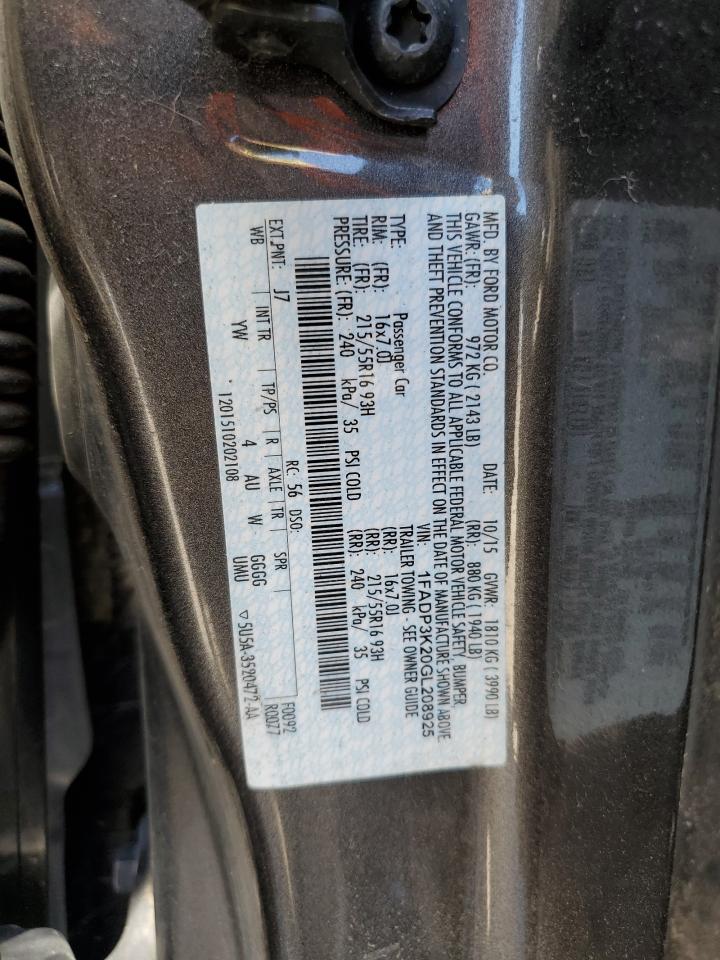 MFD. BY FORD MOTOR CO. DATE: 10/15 GVWR: 1810 KG ( 3990 LB)
GAWR: (FR): 972 KG ( 2143 LB) (RR): 880 KG ( 1940 LB)
THIS VEHICLE CONFORMS TO ALL APPLICABLE FEDERAL MOTOR VEHICLE SAFETY, BUMPER,
AND THEFT PREVENTION STANDARDS IN EFFECT ON THE DATE OF MANUFACTURE SHOWN ABOVE.
VIN: 1FADP3K20GL208925
TYPE: Passenger Car TRAILER TOWING - SEE OWNER GUIDE
RIM: (FR): 16x7.0J (RR): 16x7.0J
TIRE: (FR): 215/55R16 93H (RR): 215/55R16 93H
PRESSURE: (FR): 240 kPa/ 35 PSI COLD (RR): 240 kPa/ 35 PSI COLD
F0092
R0077
EXT PNT: J7 RC: 56 DSO:
WB INT TR TP/PS R AXLE TR SPR
YW 4 AU W GGGG
UMU
* 1201510202108 ▽ 5U5A-3520472-AA